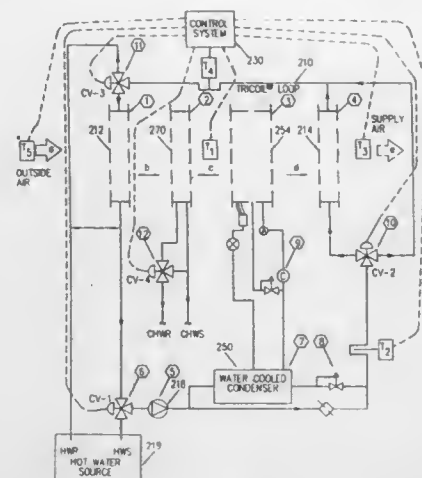 CONTROL
SYSTEM
230
11
T4
210
TRICOIL® LOOP
CV-3
1
2
3
4
212
270
254
214
SUPPLY
AIR
T5
a
T1
T3
e
OUTSIDE
AIR
b
c
d
10
12
9
C
CV-2
CV-4
CHWR
CHWS
250
7
8
T2
6
5
218
WATER COOLED
CONDENSER
CV-1
HWR
HWS
219
HOT WATER
SOURCE